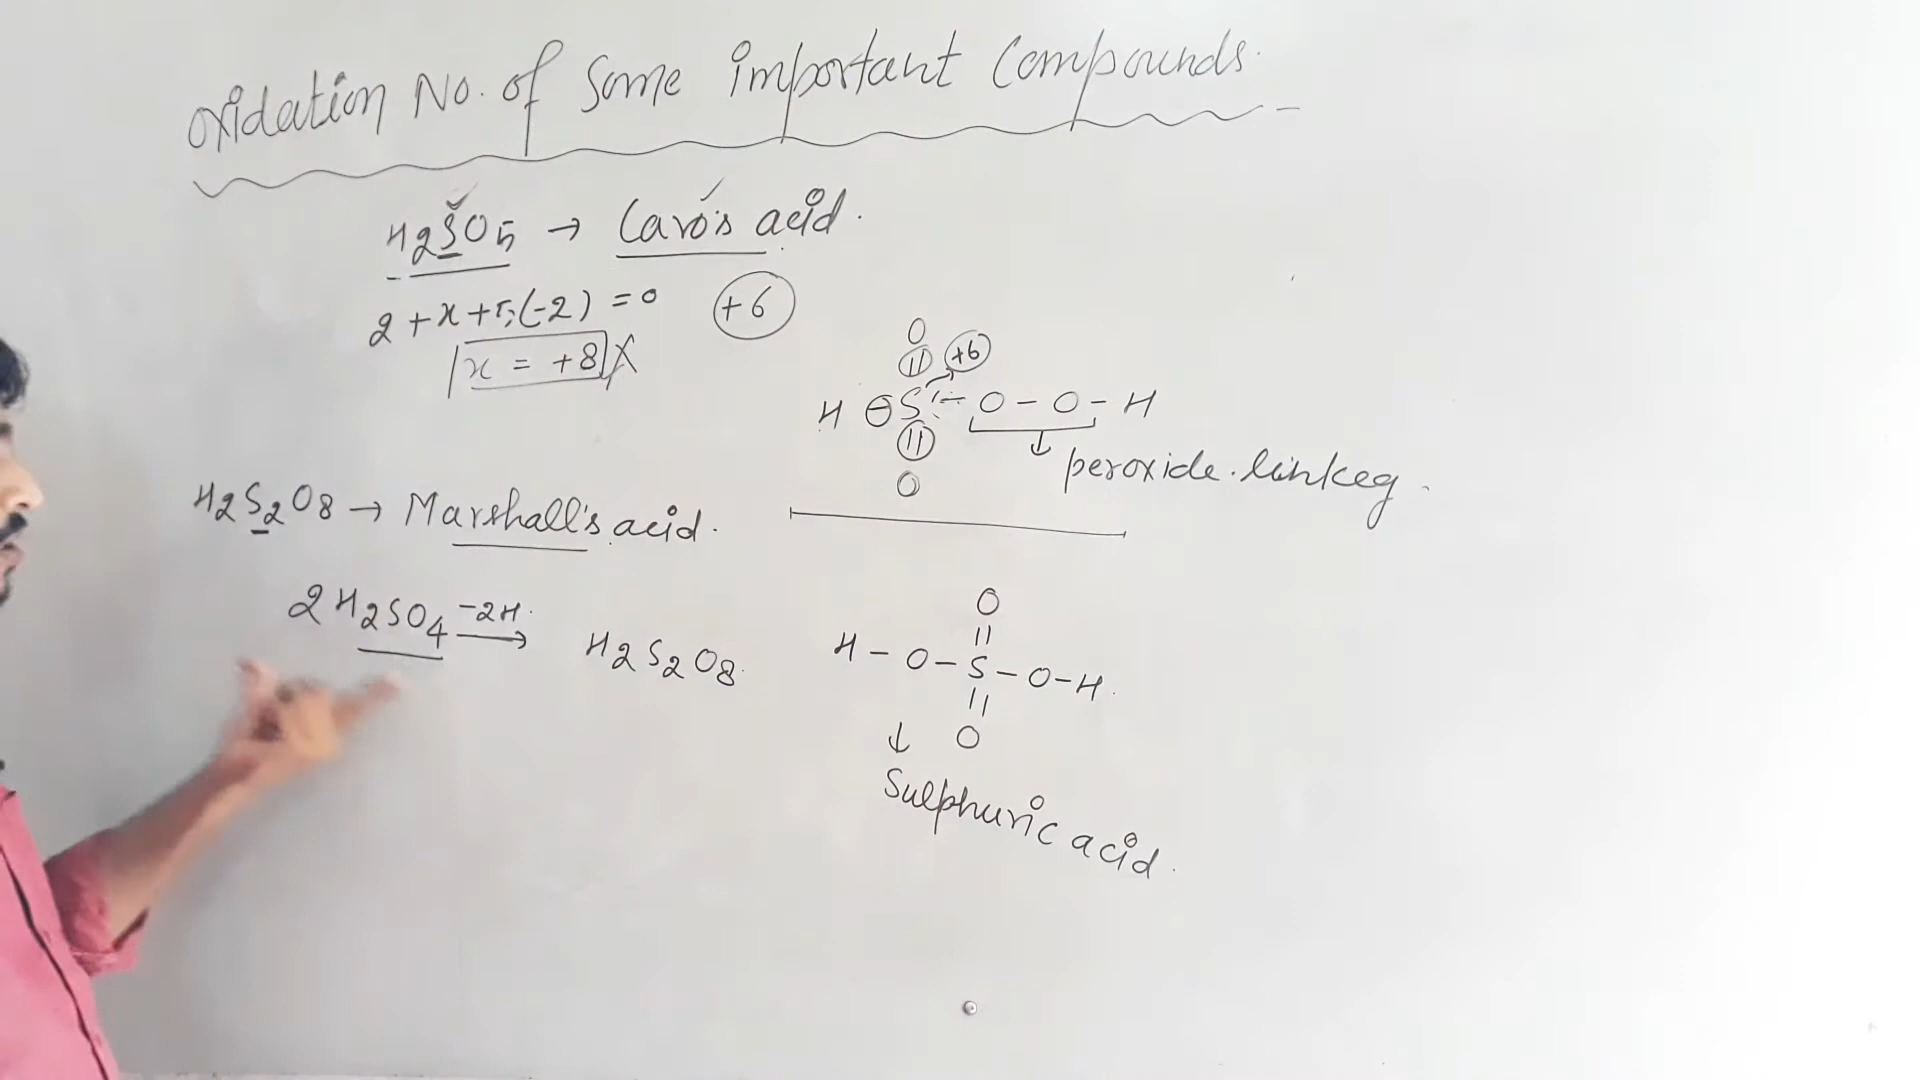 Oxidation No. of Some important Compounds.
H2SO5 → Caro's acid.
2 + x + 5(-2) = 0
+6
x = +8 X
O
|| +6
H ⊖ S - O - O - H
||
O
↓ peroxide linkeg.
H2S2O8 → Marshall's acid.
2H2SO4 -2H. → H2S2O8.
O
||
H - O - S - O - H.
||
↓ O
Sulphuric acid.